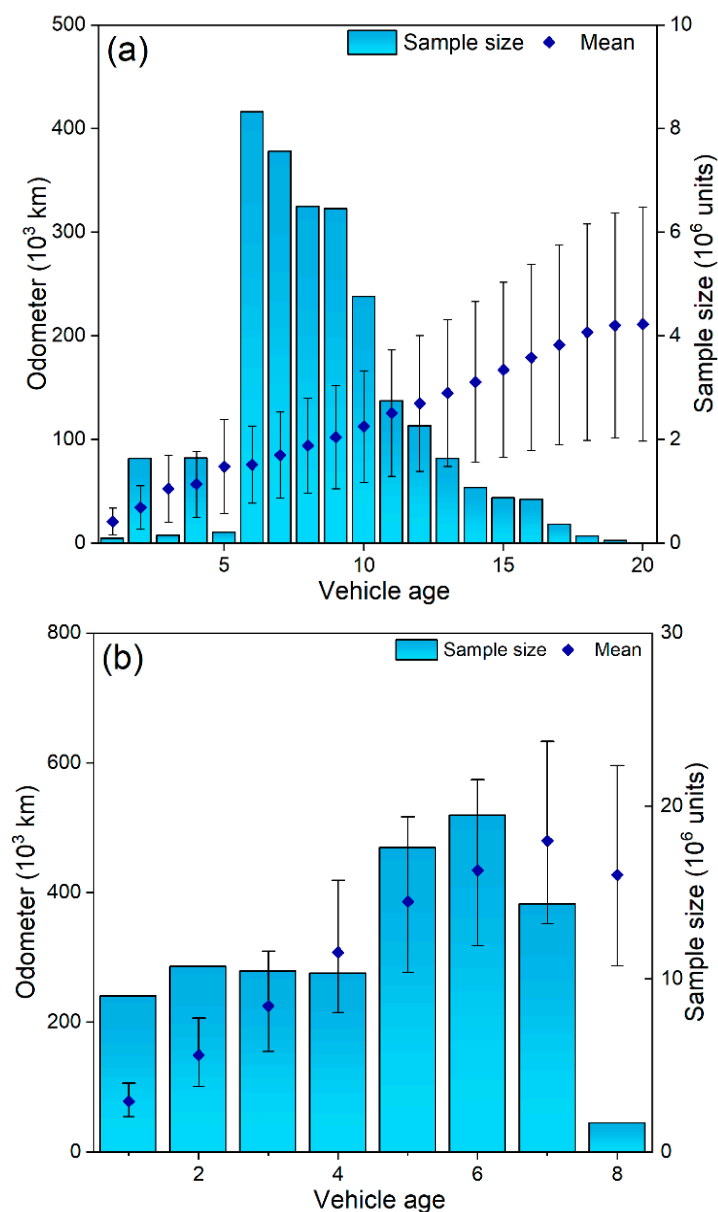 (a)
Sample size
Mean
500
400
300
200
100
0
Odometer (10³ km)
10
8
6
4
2
0
Sample size (10⁶ units)
5
10
15
20
Vehicle age
(b)
Sample size
Mean
800
600
400
200
0
Odometer (10³ km)
30
20
10
0
Sample size (10⁶ units)
2
4
6
8
Vehicle age